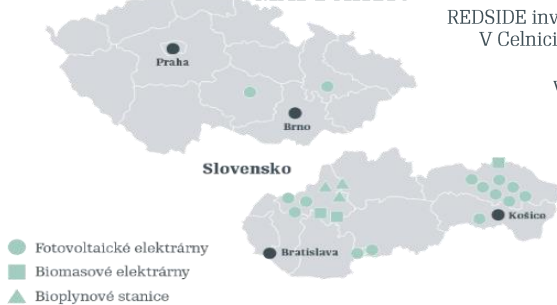 REDSIDE inv
V Celnici
Praha
Brno
Slovensko
Košice
Bratislava
Fotovoltaické elektrárny
Biomasové elektrárny
Bioplynové stanice